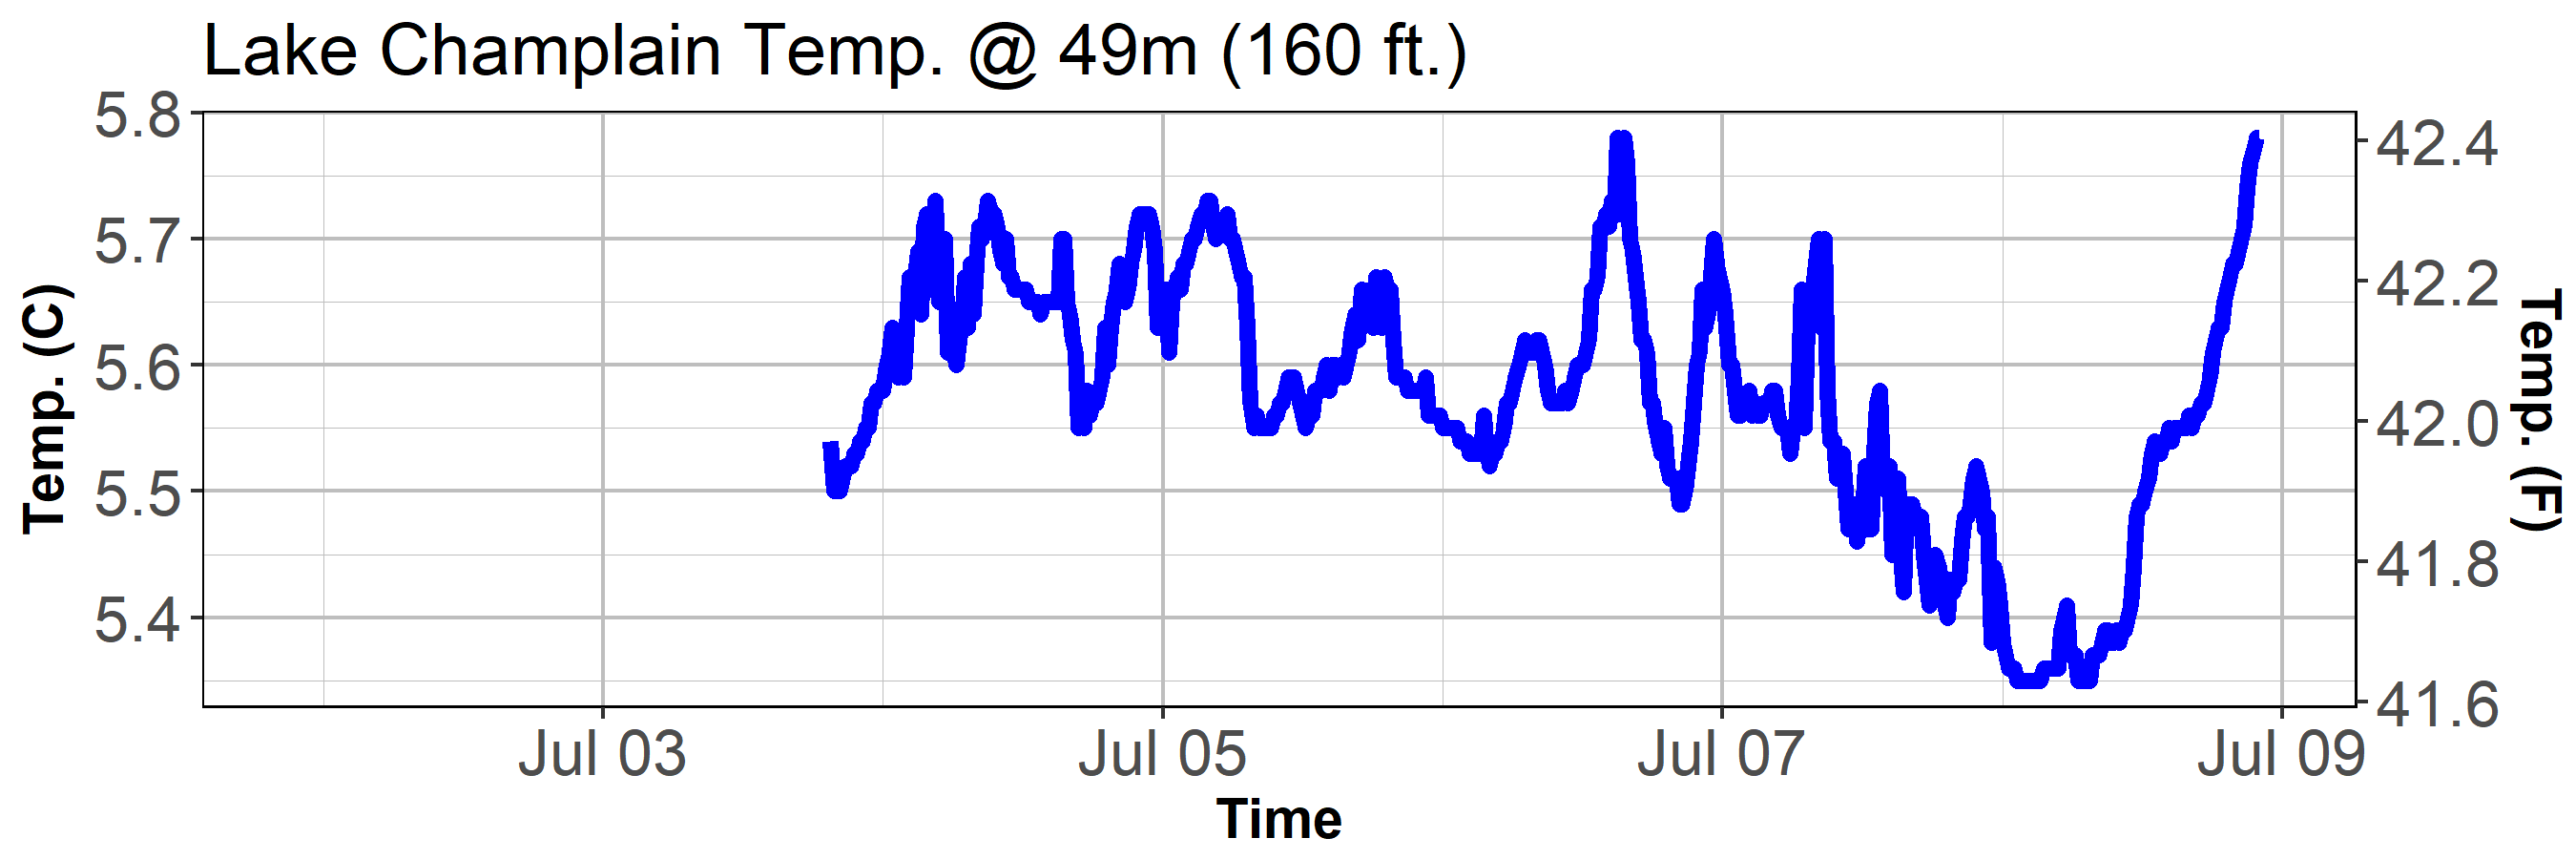 Lake Champlain Temp. @ 49m (160 ft.)
5.8
5.7
5.6
5.5
5.4
Temp. (C)
42.4
42.2
42.0
41.8
41.6
Temp. (F)
Jul 03
Jul 05
Jul 07
Jul 09
Time